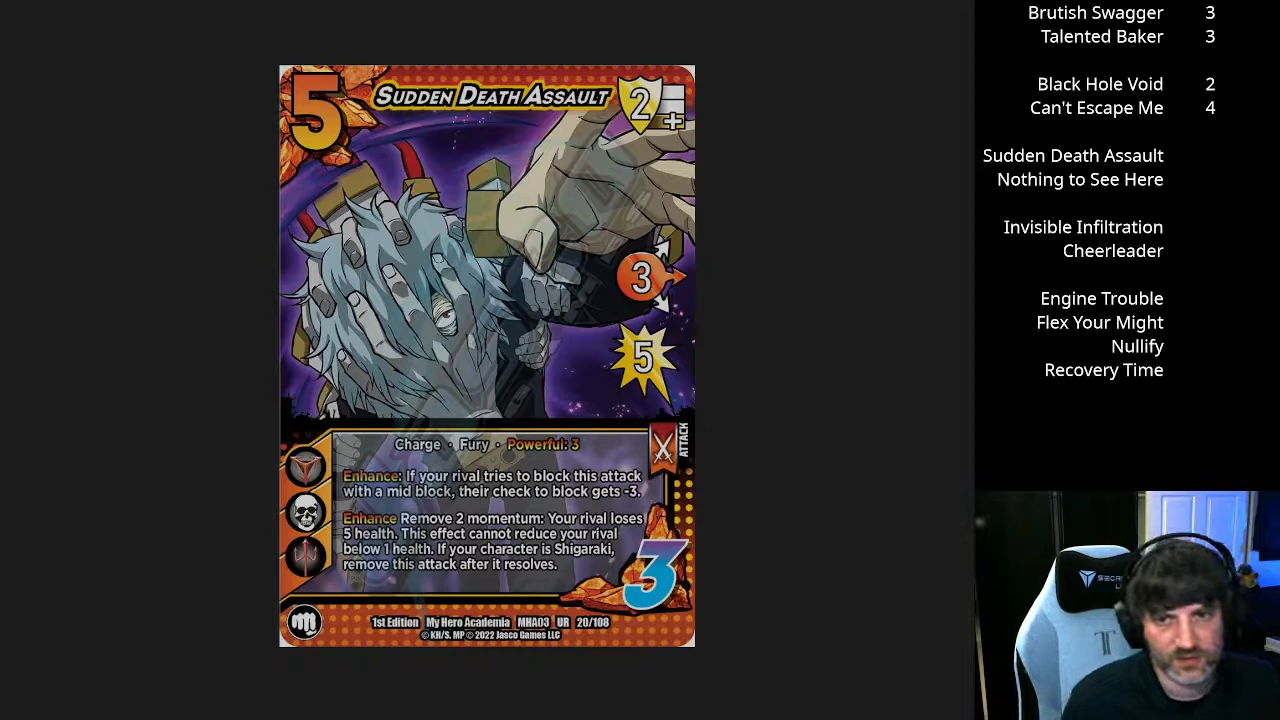 5
SUDDEN DEATH ASSAULT
2
+
3
5
ATTACK
Charge · Fury · Powerful: 3
Enhance: If your rival tries to block this attack
with a mid block, their check to block gets -3.
Enhance Remove 2 momentum: Your rival loses
5 health. This effect cannot reduce your rival
below 1 health. If your character is Shigaraki,
remove this attack after it resolves.
3
1st Edition My Hero Academia MHA03 UR 20/108
© KH/S. MP © 2022 Jasco Games LLC
Brutish Swagger 3
Talented Baker 3
Black Hole Void 2
Can't Escape Me 4
Sudden Death Assault
Nothing to See Here
Invisible Infiltration
Cheerleader
Engine Trouble
Flex Your Might
Nullify
Recovery Time